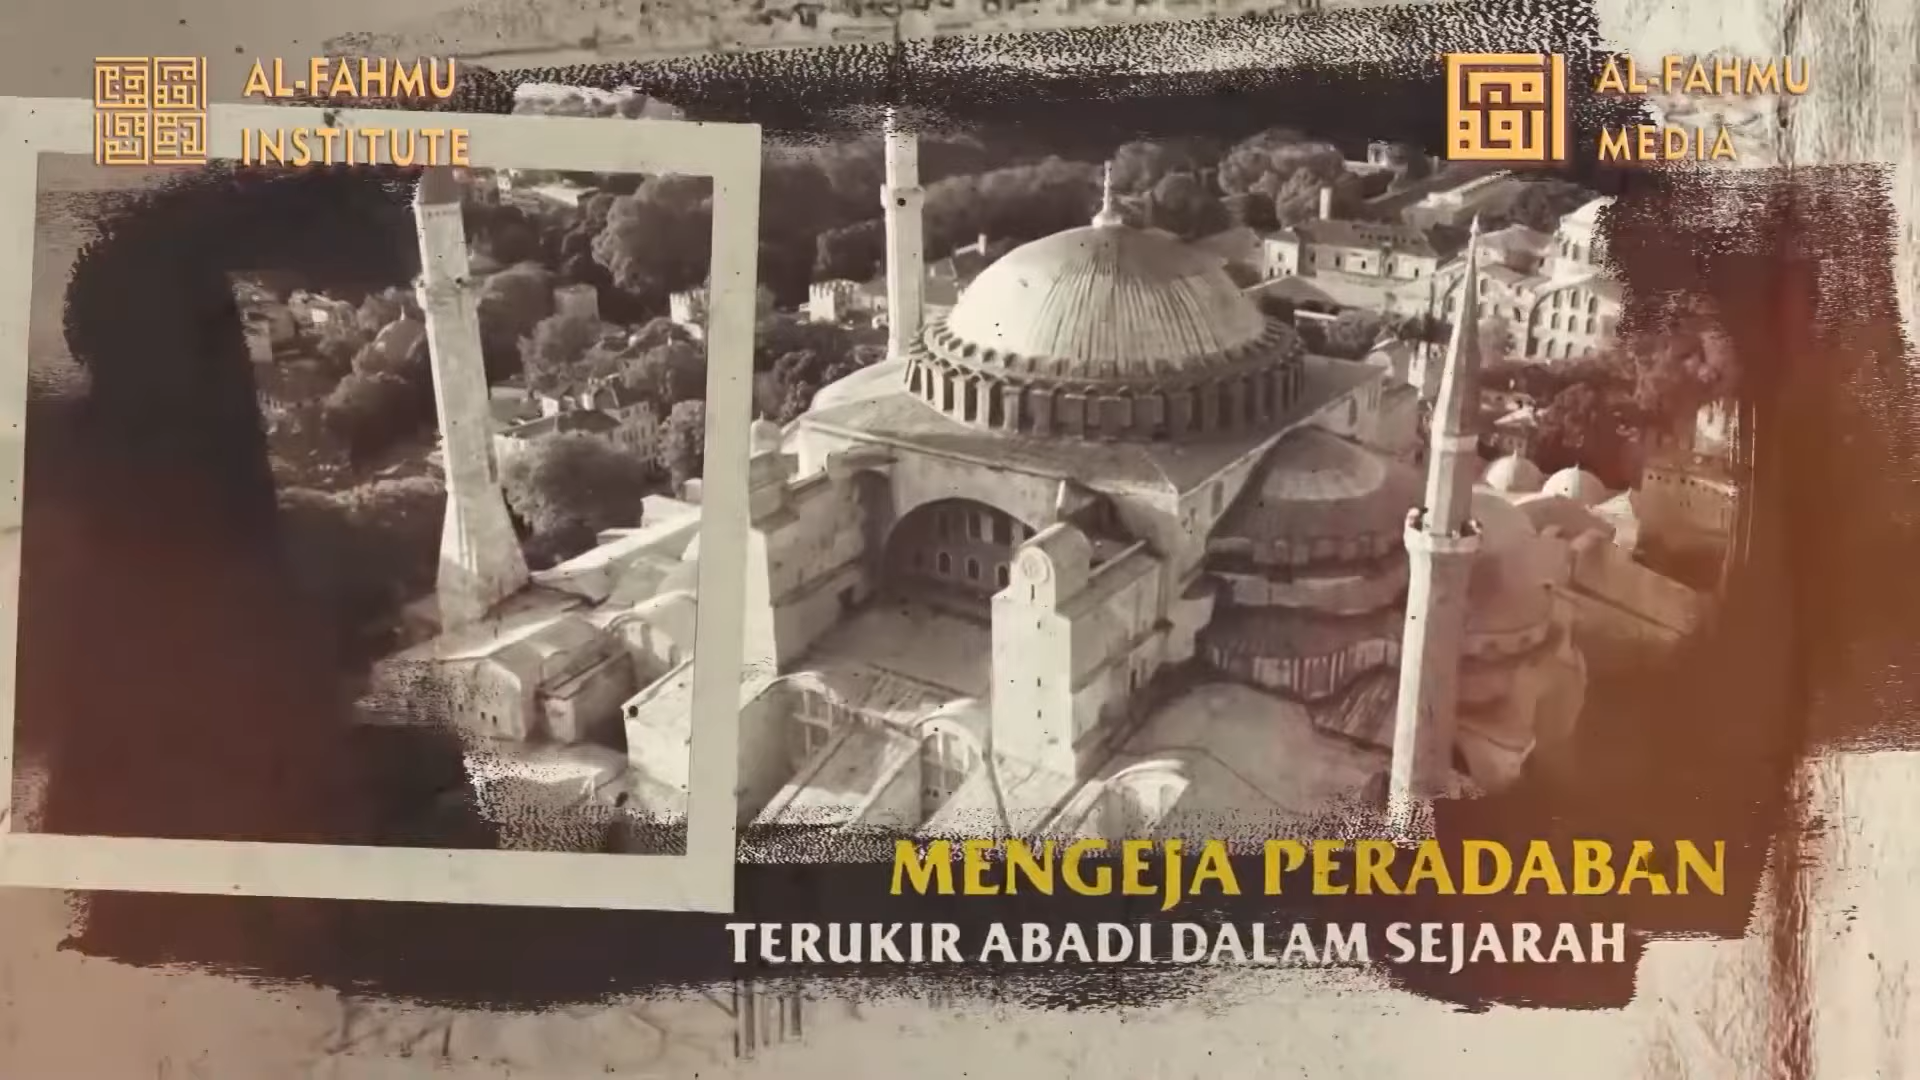 AL-FAHMU
INSTITUTE
AL-FAHMU
MEDIA
MENGEJA PERADABAN
TERUKIR ABADI DALAM SEJARAH